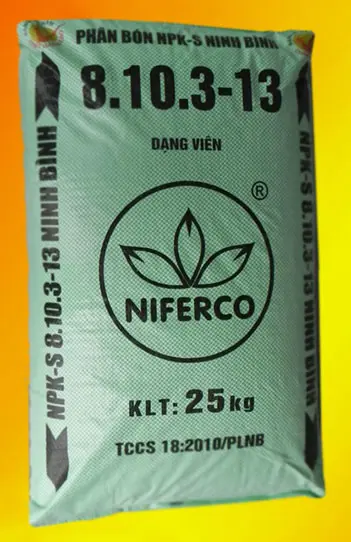 PHÂN BÓN NPK-S NINH BÌNH
8.10.3-13
DẠNG VIÊN
®
NIFERCO
KLT: 25kg
TCCS 18:2010/PLNB
NPK-S 8.10.3-13 NINH BÌNH
NPK-S 8.10.3-13 NINH BÌNH